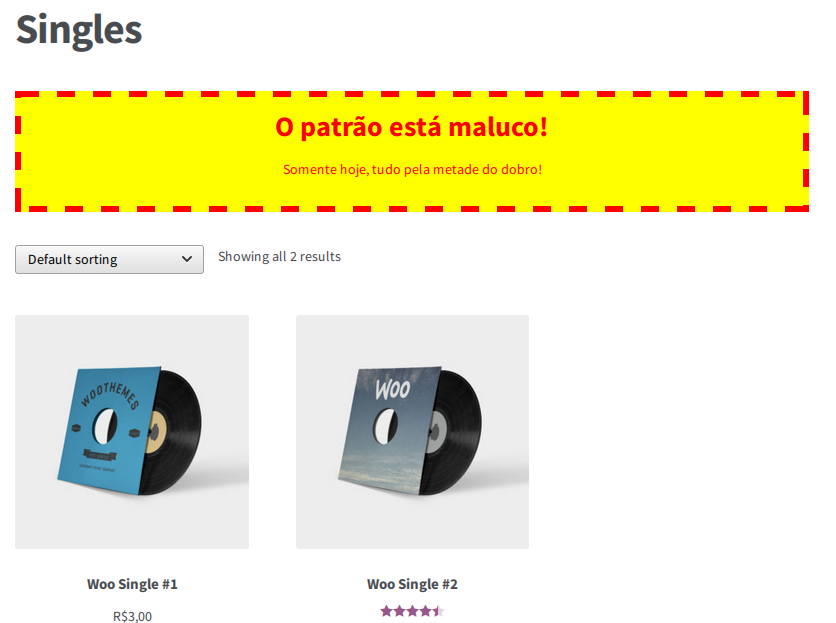 Singles
O patrão está maluco!
Somente hoje, tudo pela metade do dobro!
Default sorting
Showing all 2 results
WOOTHEMES
WOO
Woo Single #1
Woo Single #2
R$3,00